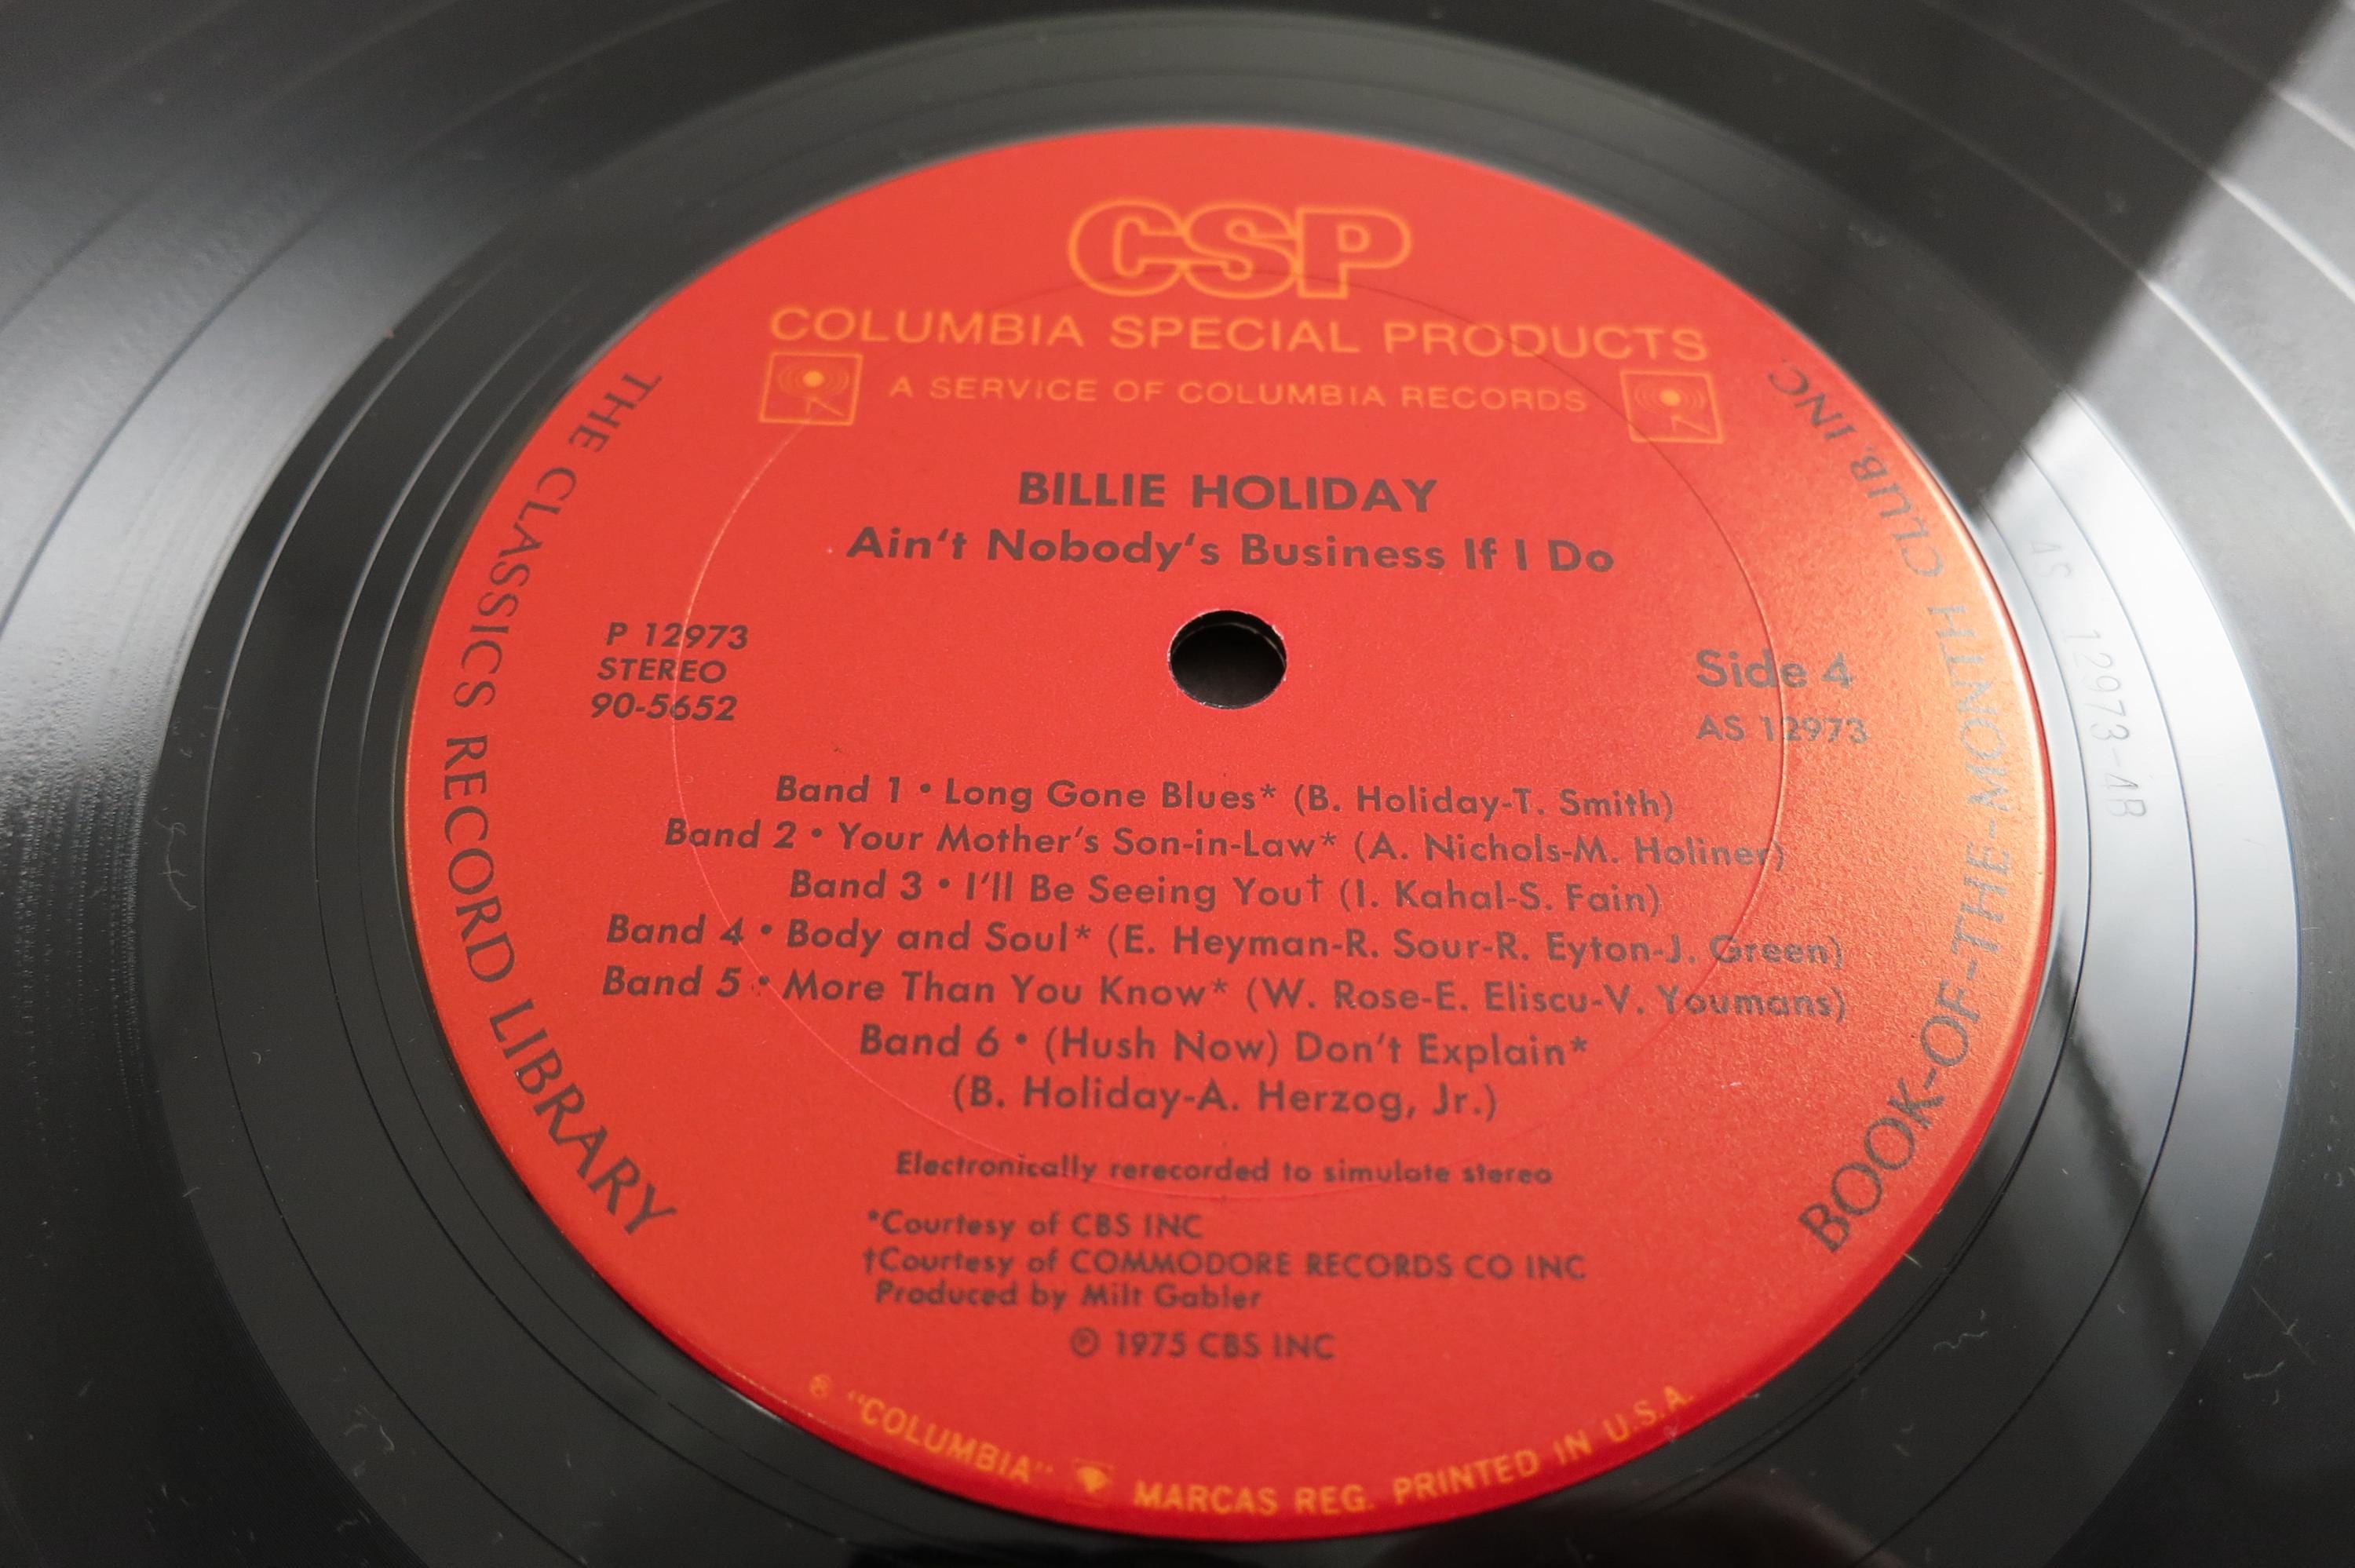 CSP
COLUMBIA SPECIAL PRODUCTS
A SERVICE OF COLUMBIA RECORDS
THE CLASSICS RECORD LIBRARY
BOOK-OF-THE-MONTH CLUB, INC
BILLIE HOLIDAY
Ain't Nobody's Business If I Do
P 12973
STEREO
90-5652
Side 4
AS 12973
Band 1 • Long Gone Blues* (B. Holiday-T. Smith)
Band 2 • Your Mother's Son-in-Law* (A. Nichols-M. Holiner)
Band 3 • I'll Be Seeing You† (I. Kahal-S. Fain)
Band 4 • Body and Soul* (E. Heyman-R. Sour-R. Eyton-J. Green)
Band 5 • More Than You Know* (W. Rose-E. Eliscu-V. Youmans)
Band 6 • (Hush Now) Don't Explain*
(B. Holiday-A. Herzog, Jr.)
Electronically rerecorded to simulate stereo
*Courtesy of CBS INC
†Courtesy of COMMODORE RECORDS CO INC
Produced by Milt Gabler
℗ 1975 CBS INC
® "COLUMBIA" MARCAS REG. PRINTED IN U.S.A.
AS 12973-4B